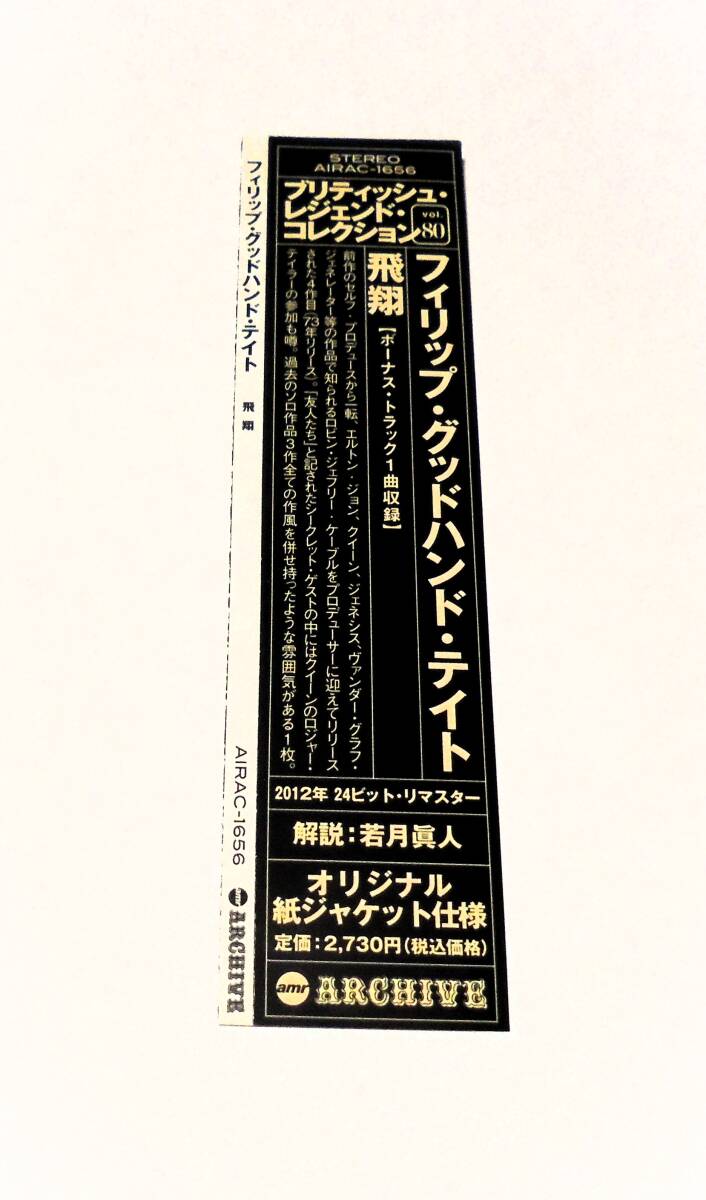 STEREO
AIRAC-1656
ブリティッシュ・
レジェンド・
コレクション
vol.
80
フィリップ・グッドハンド・テイト
飛翔【ボーナス・トラック1曲収録】
前作のセルフ・プロデュースから一転、エルトン・ジョン、クイーン、ジェネシス、ヴァンダー・グラフ・
ジェネレーター等の作品で知られるロビン・ジェフリー・ケーブルをプロデューサーに迎えてリリース
された4作目（73年リリース）。「友人たち」と記されたシークレット・ゲストの中にはクイーンのロジャー・
テイラーの参加も噂。過去のソロ作品3作全ての作風を併せ持ったような雰囲気がある1枚。
2012年 24ビット・リマスター
解説：若月眞人
オリジナル
紙ジャケット仕様
定価：2,730円（税込価格）
amr ARCHIVE
フィリップ・グッドハンド・テイト 飛翔 AIRAC-1656 amr ARCHIVE